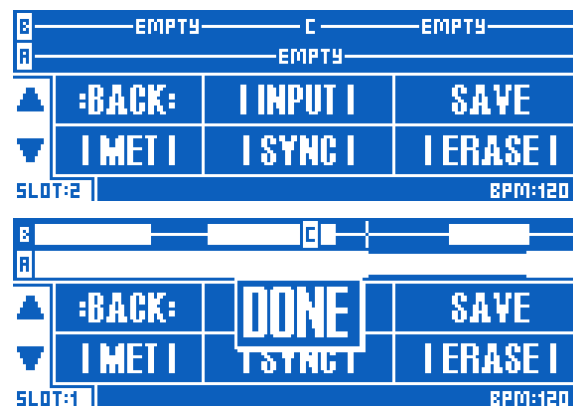 B EMPTY C EMPTY
A EMPTY
:BACK: | INPUT | SAVE
| MET | | SYNC | | ERASE |
SLOT:2 BPM:120
B C
A
:BACK: DONE SAVE
| MET | | SYNC | | ERASE |
SLOT:1 BPM:120